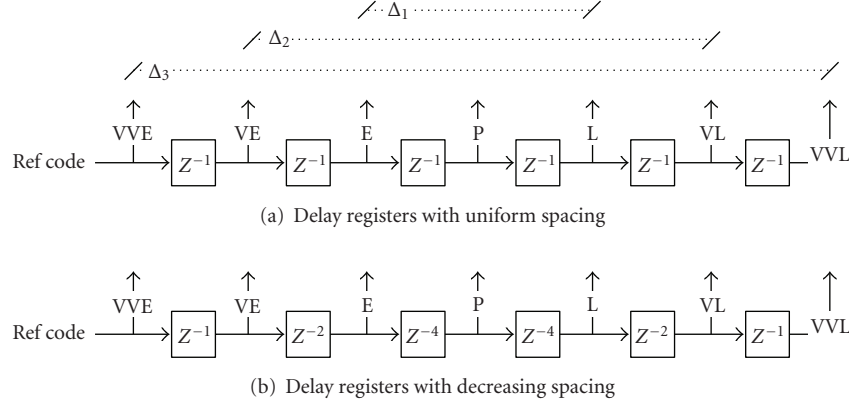 Δ₁
Δ₂
Δ₃
VVE VE E P L VL VVL
Ref code Z⁻¹ Z⁻¹ Z⁻¹ Z⁻¹ Z⁻¹ Z⁻¹
(a) Delay registers with uniform spacing
VVE VE E P L VL VVL
Ref code Z⁻¹ Z⁻² Z⁻⁴ Z⁻⁴ Z⁻² Z⁻¹
(b) Delay registers with decreasing spacing